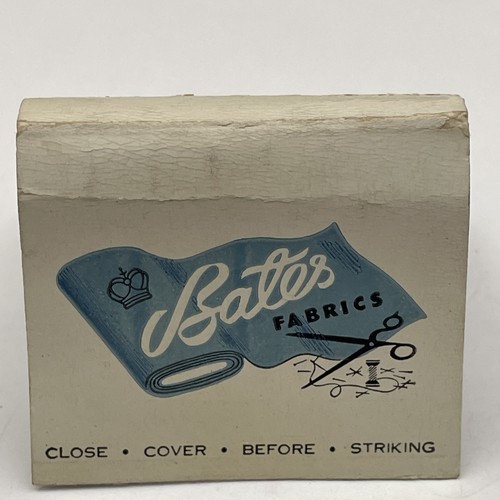 Bates
FABRICS
CLOSE • COVER • BEFORE • STRIKING